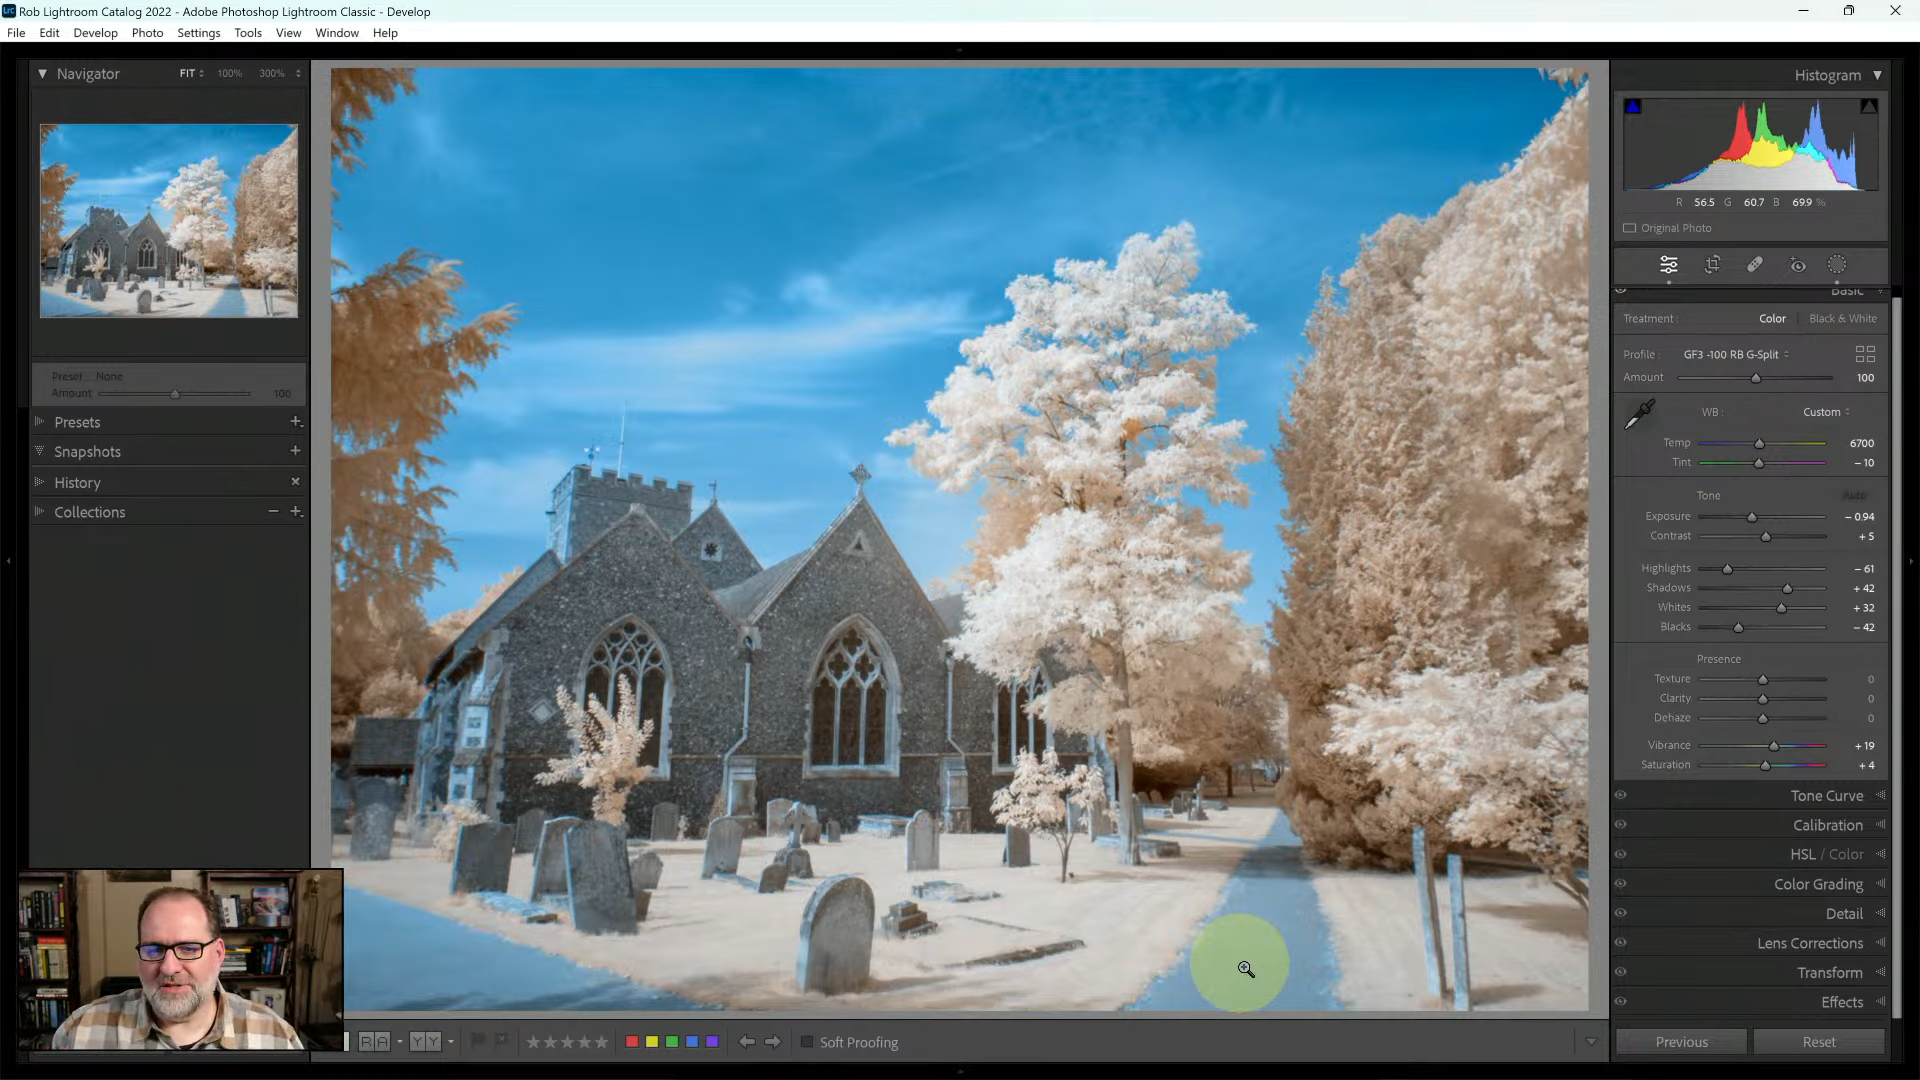 Lrc Rob Lightroom Catalog 2022 - Adobe Photoshop Lightroom Classic - Develop
File Edit Develop Photo Settings Tools View Window Help
Navigator FIT 100% 300%
Preset: None
Amount 100
Presets
Snapshots
History
Collections
Soft Proofing
Histogram
R 56.5 G 60.7 B 69.9 %
Original Photo
Basic
Treatment: Color Black & White
Profile: GF3 -100 RB G-Split
Amount 100
WB: Custom
Temp 6700
Tint – 10
Tone Auto
Exposure – 0.94
Contrast + 5
Highlights – 61
Shadows + 42
Whites + 32
Blacks – 42
Presence
Texture 0
Clarity 0
Dehaze 0
Vibrance + 19
Saturation + 4
Tone Curve
Calibration
HSL / Color
Color Grading
Detail
Lens Corrections
Transform
Effects
Previous Reset
R A Y Y